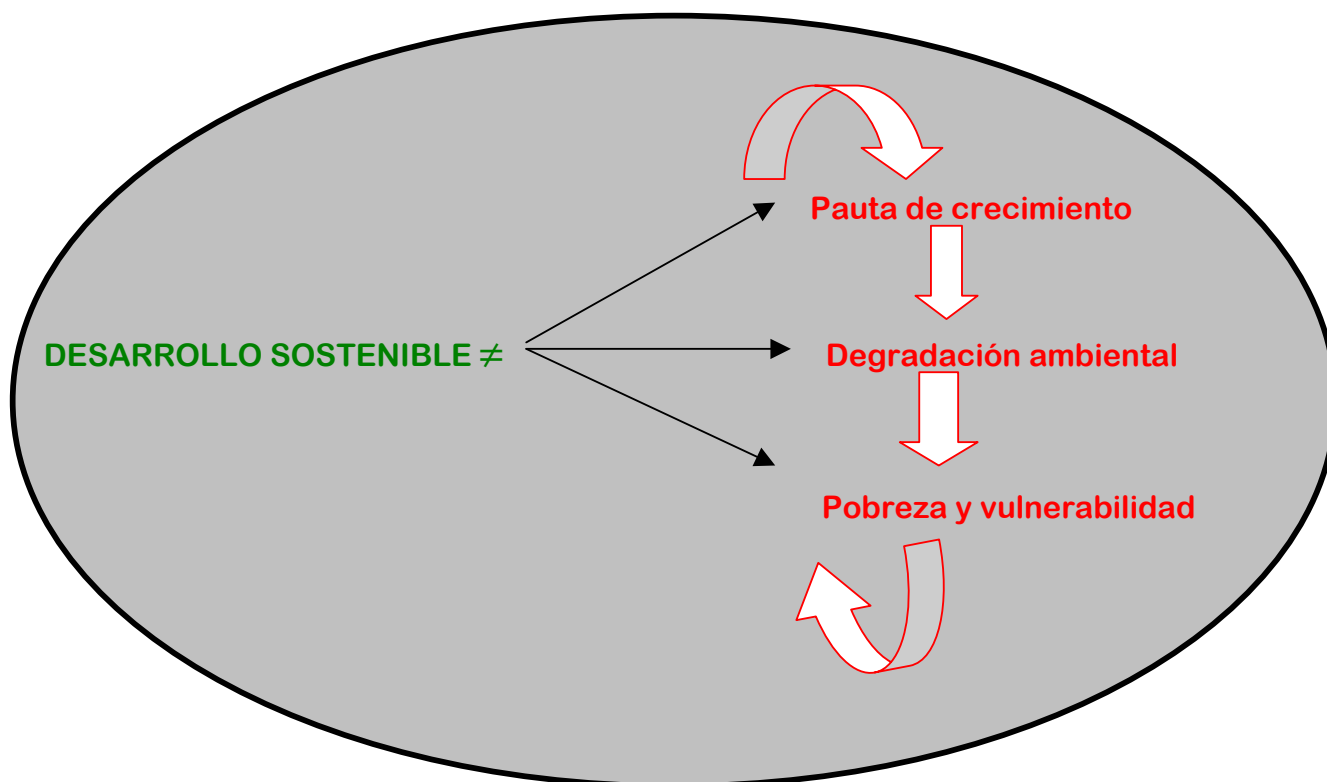 Pauta de crecimiento
DESARROLLO SOSTENIBLE ≠
Degradación ambiental
Pobreza y vulnerabilidad